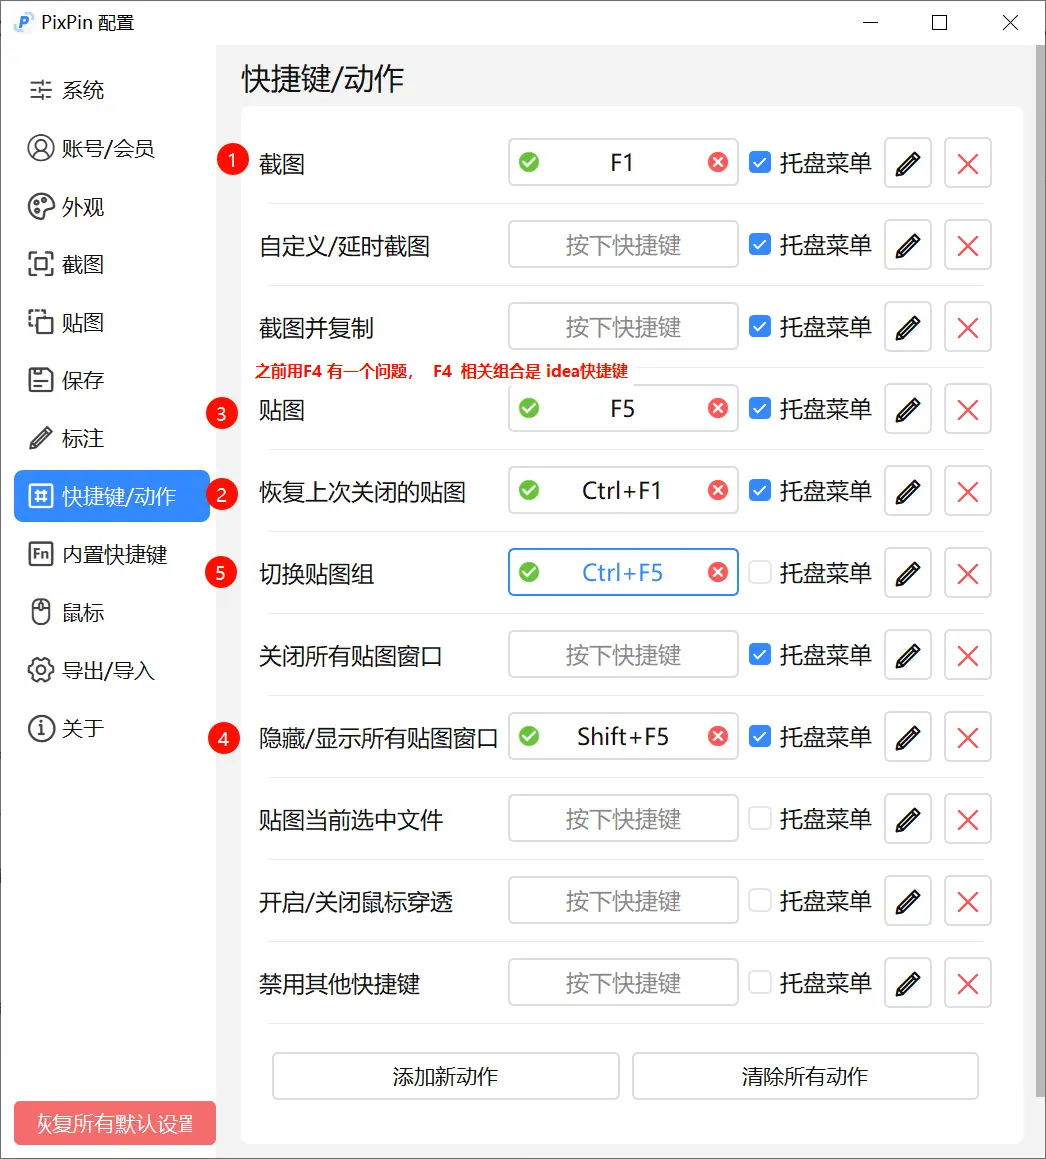 PixPin 配置
系统
账号/会员
外观
截图
贴图
保存
标注
快捷键/动作
内置快捷键
鼠标
导出/导入
关于
恢复所有默认设置
快捷键/动作
1 截图 F1 托盘菜单
自定义/延时截图 按下快捷键 托盘菜单
截图并复制 按下快捷键 托盘菜单
之前用F4 有一个问题， F4 相关组合是 idea快捷键
3 贴图 F5 托盘菜单
2 恢复上次关闭的贴图 Ctrl+F1 托盘菜单
5 切换贴图组 Ctrl+F5 托盘菜单
关闭所有贴图窗口 按下快捷键 托盘菜单
4 隐藏/显示所有贴图窗口 Shift+F5 托盘菜单
贴图当前选中文件 按下快捷键 托盘菜单
开启/关闭鼠标穿透 按下快捷键 托盘菜单
禁用其他快捷键 按下快捷键 托盘菜单
添加新动作 清除所有动作